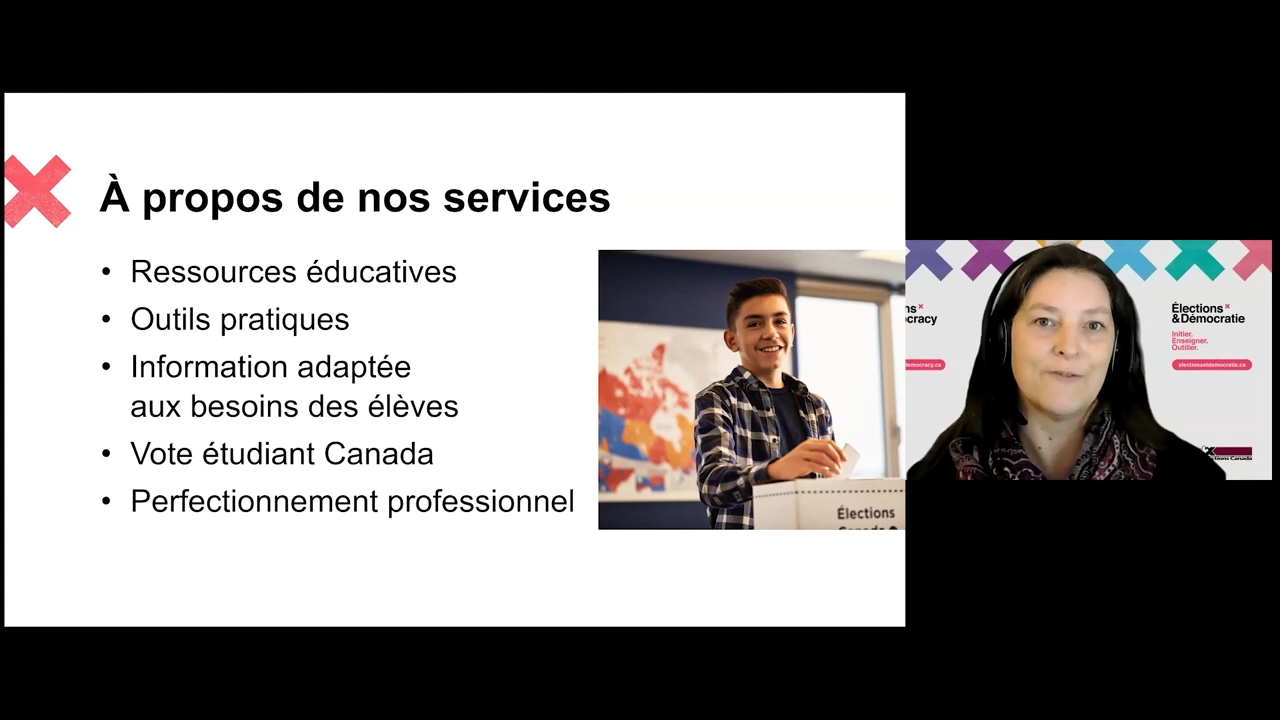 À propos de nos services
• Ressources éducatives
• Outils pratiques
• Information adaptée
aux besoins des élèves
• Vote étudiant Canada
• Perfectionnement professionnel
Élections
Canada
Élections
& Démocratie
Initier.
Enseigner.
Outiller.
electionsetdemocratie.ca